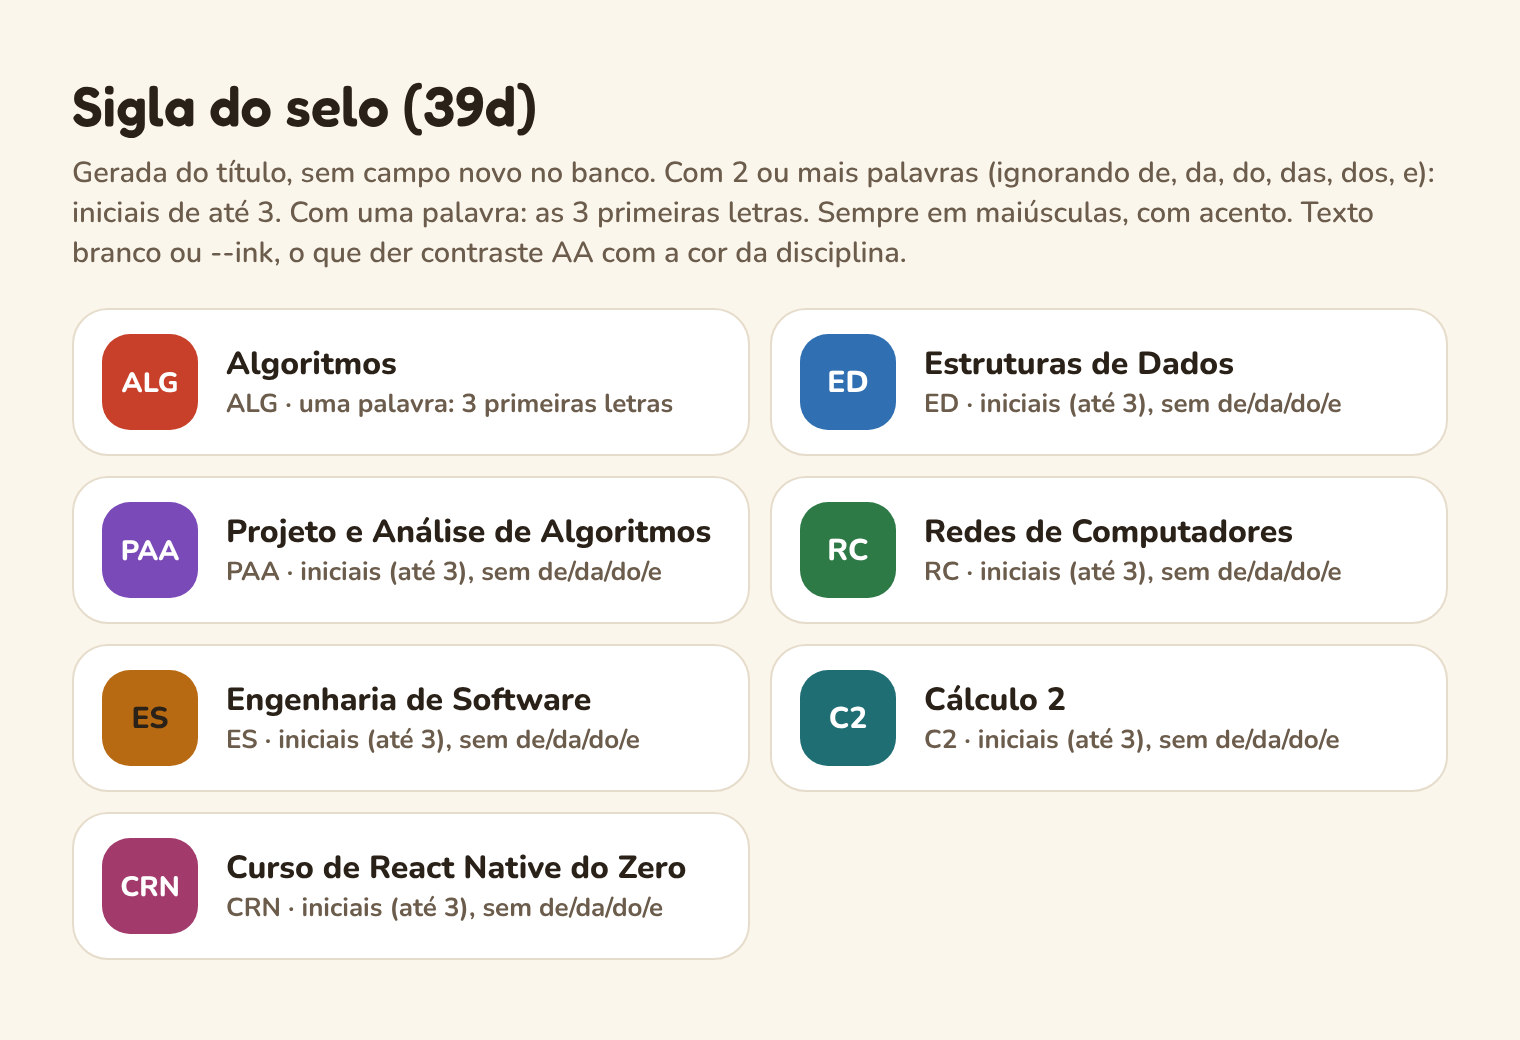 Sigla do selo (39d)
Gerada do título, sem campo novo no banco. Com 2 ou mais palavras (ignorando de, da, do, das, dos, e):
iniciais de até 3. Com uma palavra: as 3 primeiras letras. Sempre em maiúsculas, com acento. Texto
branco ou --ink, o que der contraste AA com a cor da disciplina.
ALG
Algoritmos
ALG · uma palavra: 3 primeiras letras
ED
Estruturas de Dados
ED · iniciais (até 3), sem de/da/do/e
PAA
Projeto e Análise de Algoritmos
PAA · iniciais (até 3), sem de/da/do/e
RC
Redes de Computadores
RC · iniciais (até 3), sem de/da/do/e
ES
Engenharia de Software
ES · iniciais (até 3), sem de/da/do/e
C2
Cálculo 2
C2 · iniciais (até 3), sem de/da/do/e
CRN
Curso de React Native do Zero
CRN · iniciais (até 3), sem de/da/do/e